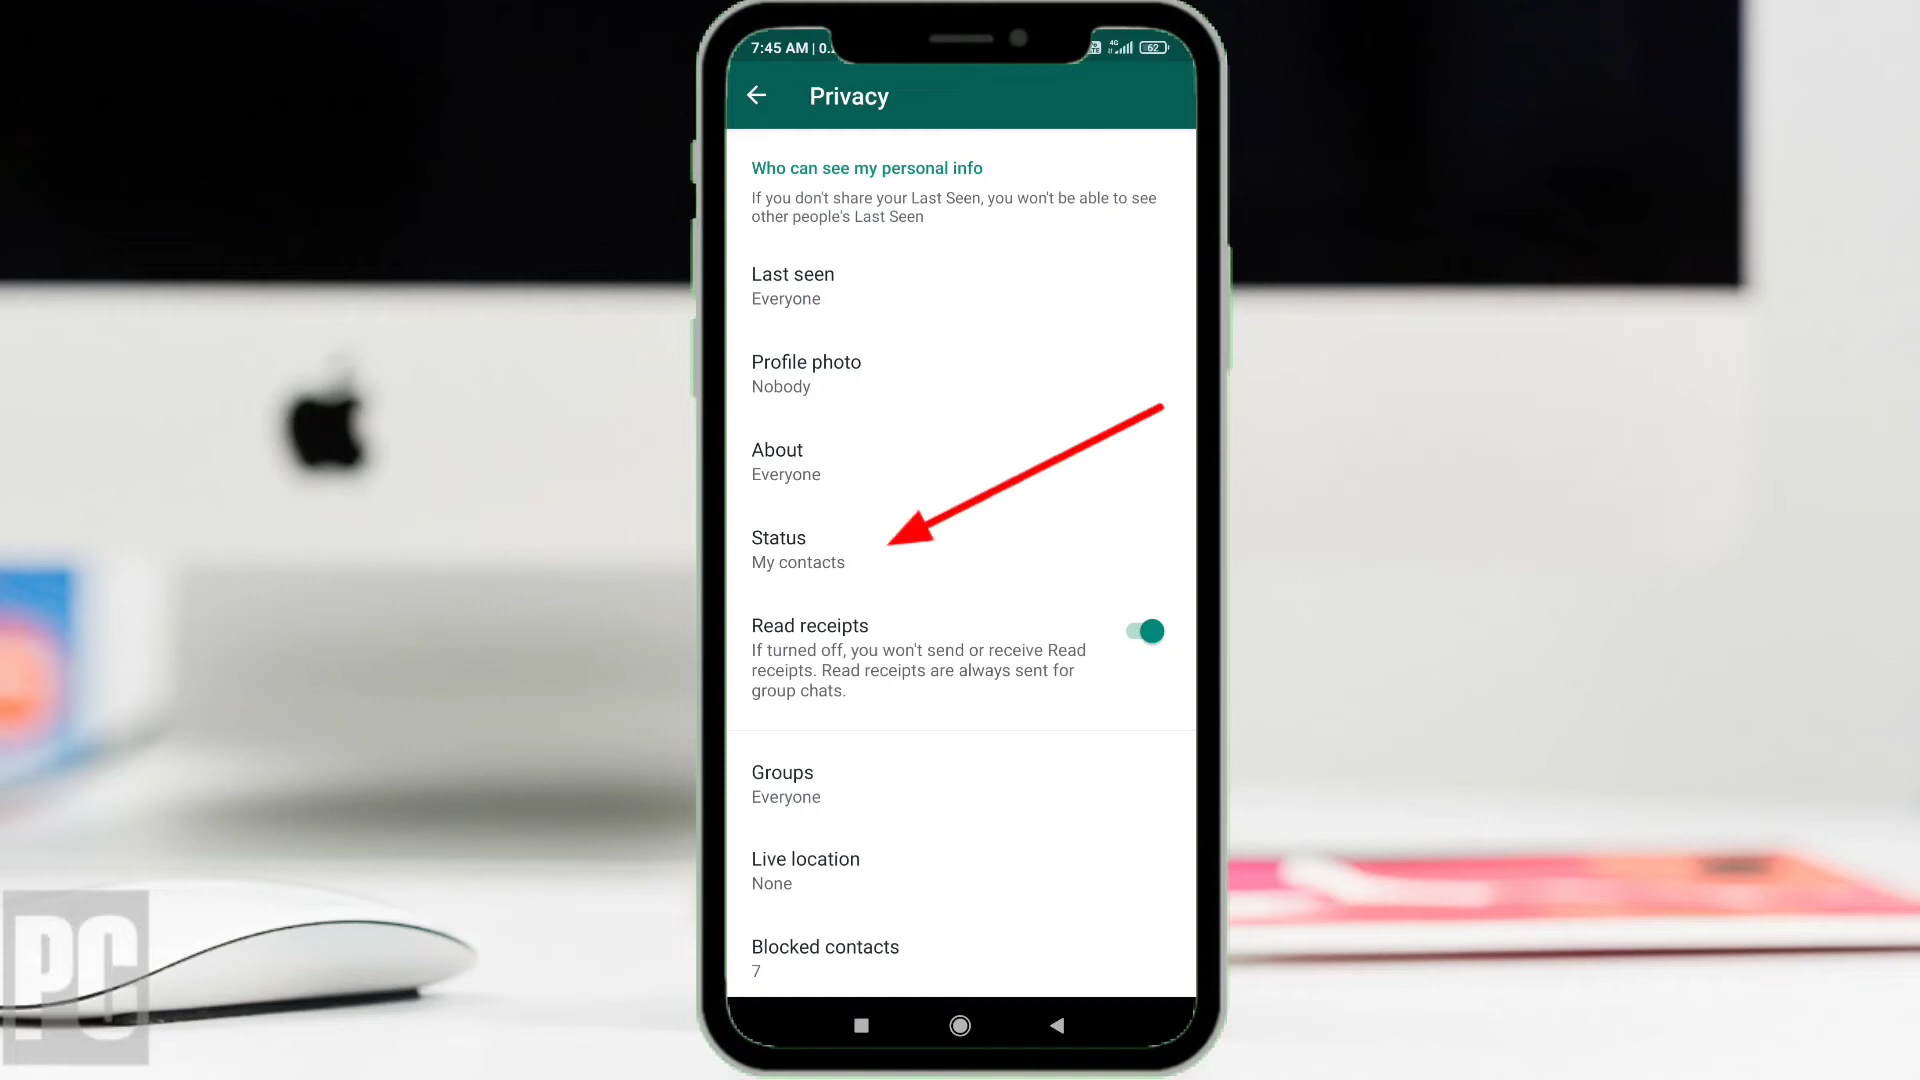 7:45 AM | 0.
4G
62
Privacy
Who can see my personal info
If you don't share your Last Seen, you won't be able to see
other people's Last Seen
Last seen
Everyone
Profile photo
Nobody
About
Everyone
Status
My contacts
Read receipts
If turned off, you won't send or receive Read
receipts. Read receipts are always sent for
group chats.
Groups
Everyone
Live location
None
Blocked contacts
7
PC